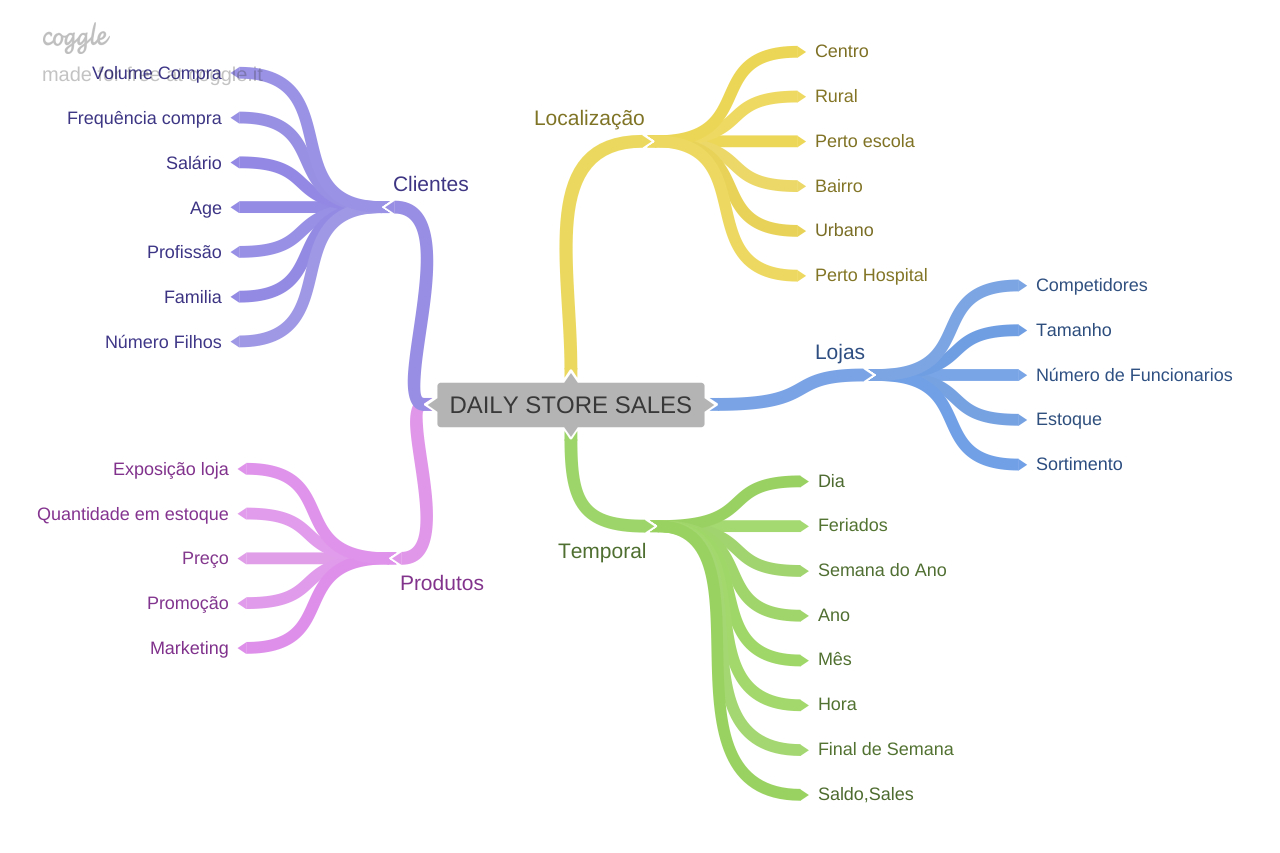 coggle
made for free at coggle.it
Volume Compra
Frequência compra
Salário
Age
Profissão
Familia
Número Filhos
Clientes
Localização
Centro
Rural
Perto escola
Bairro
Urbano
Perto Hospital
Lojas
Competidores
Tamanho
Número de Funcionarios
Estoque
Sortimento
DAILY STORE SALES
Exposição loja
Quantidade em estoque
Preço
Promoção
Marketing
Produtos
Temporal
Dia
Feriados
Semana do Ano
Ano
Mês
Hora
Final de Semana
Saldo,Sales